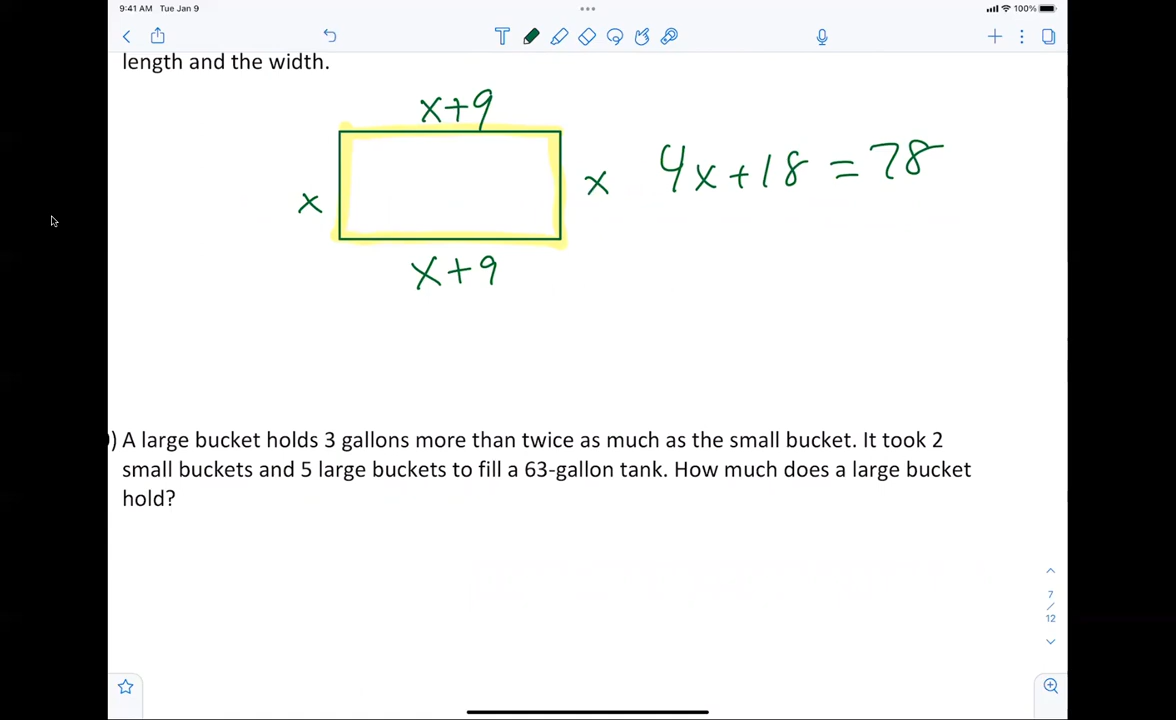 9:41 AM Tue Jan 9
100%
length and the width.
x+9
x
x
4x+18 = 78
x+9
) A large bucket holds 3 gallons more than twice as much as the small bucket. It took 2
small buckets and 5 large buckets to fill a 63-gallon tank. How much does a large bucket
hold?
7
/
12